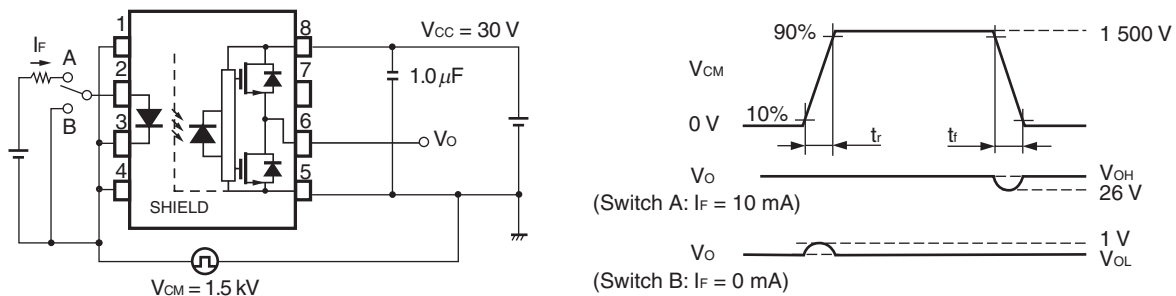 1
8
VCC = 30 V
IF
A
2
7
1.0 μF
B
3
6
VO
4
5
SHIELD
VCM = 1.5 kV
90%
1 500 V
VCM
10%
0 V
tr
tf
VO
VOH
26 V
(Switch A: IF = 10 mA)
1 V
VO
VOL
(Switch B: IF = 0 mA)